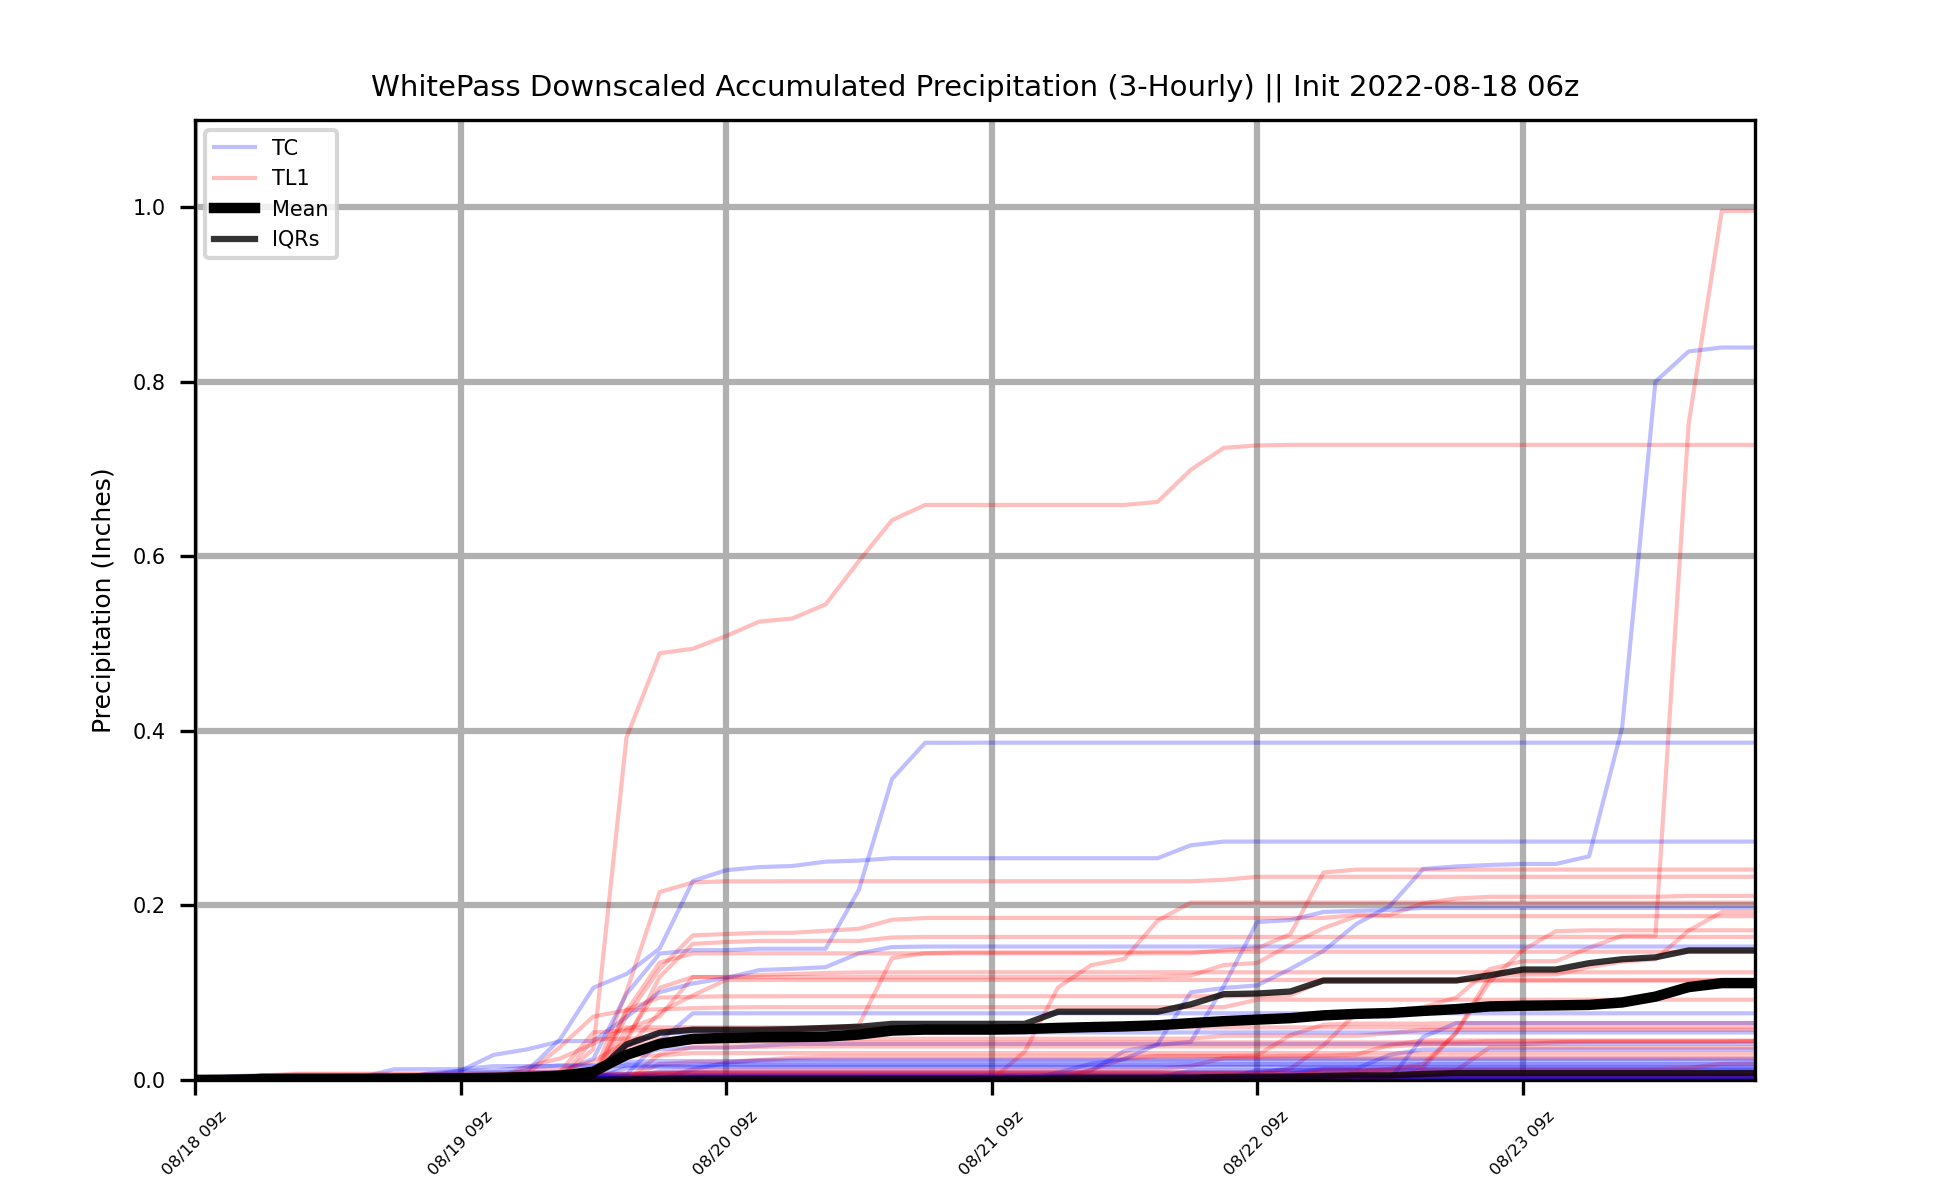 WhitePass Downscaled Accumulated Precipitation (3-Hourly) || Init 2022-08-18 06z
TC
TL1
Mean
IQRs
Precipitation (Inches)
1.0
0.8
0.6
0.4
0.2
0.0
08/18 09z
08/19 09z
08/20 09z
08/21 09z
08/22 09z
08/23 09z